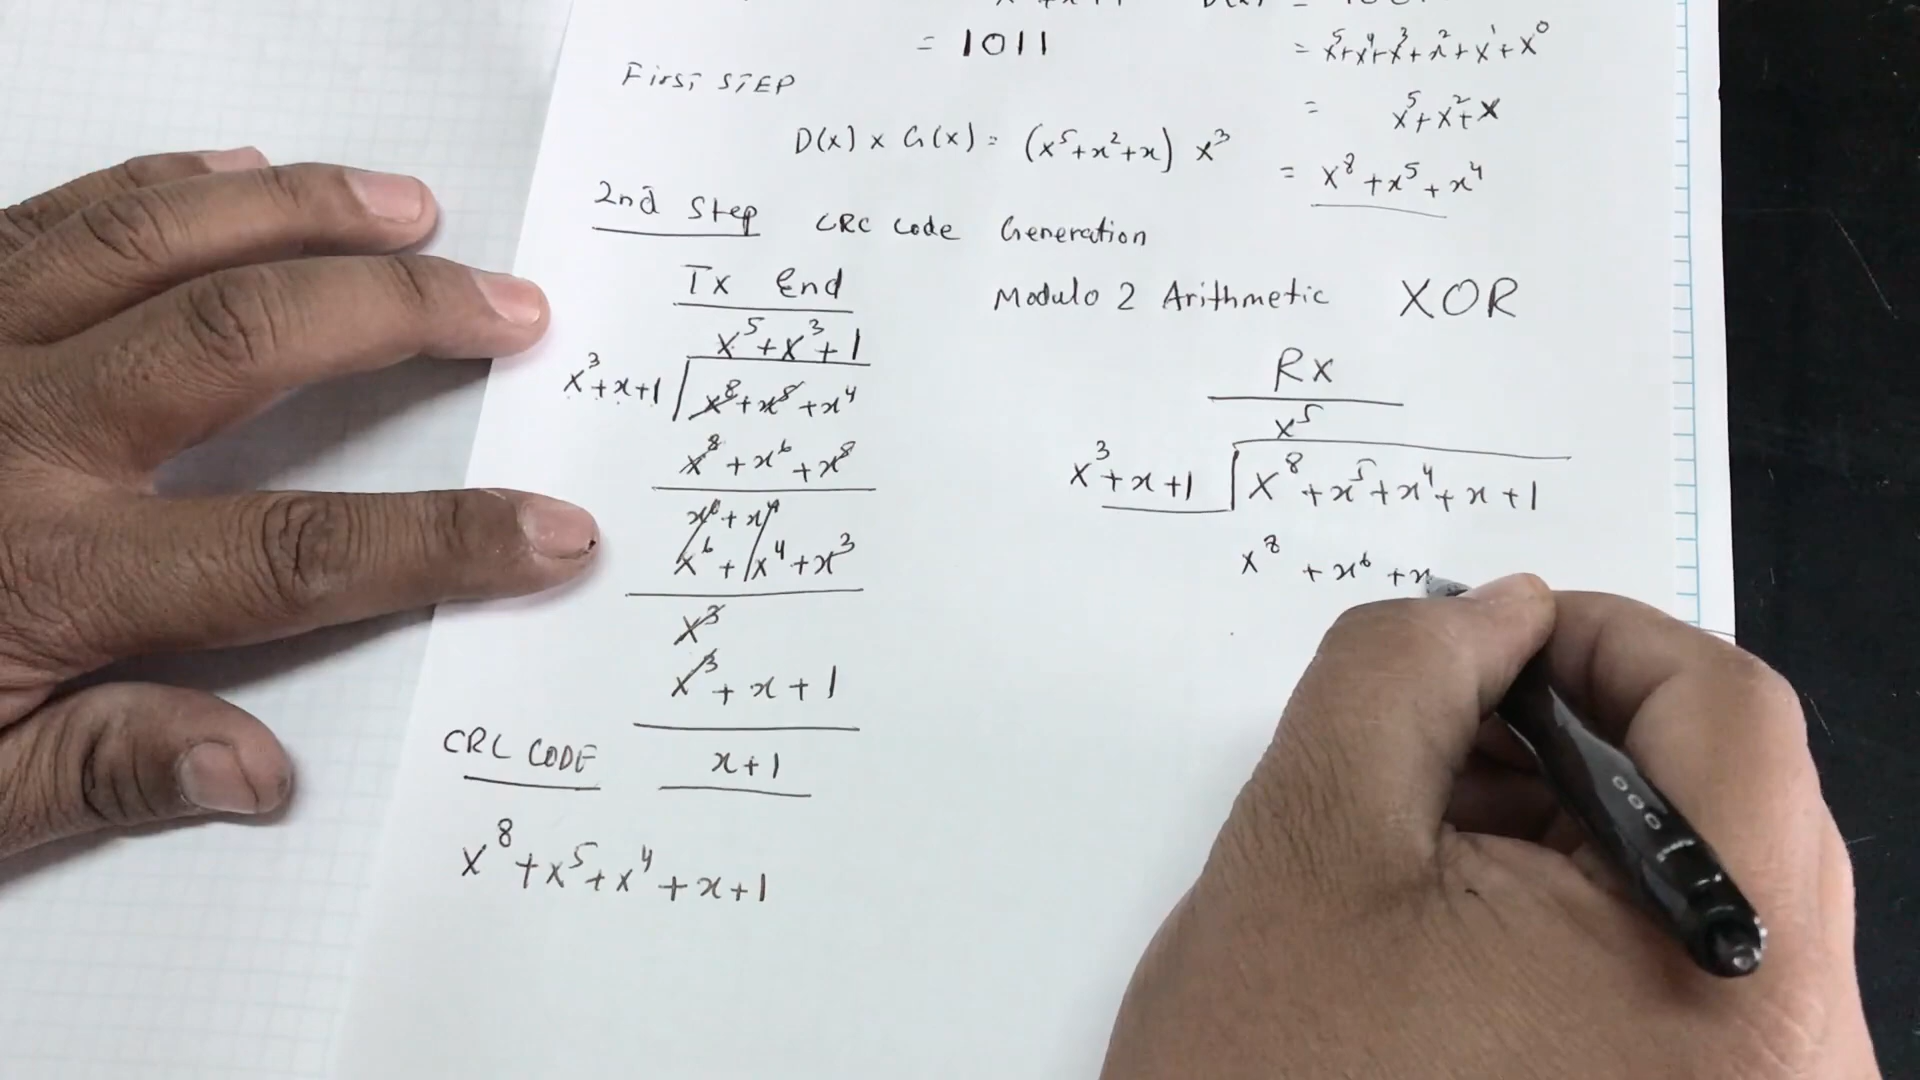 = 1011
= x⁵+x⁴+x³+x²+x¹+x⁰
FIRST STEP
= x⁵+x²+x
D(x) x G(x) = (x⁵+x²+x) x³
= x⁸+x⁵+x⁴
2nd Step CRC Code Generation
Tx End
Modulo 2 Arithmetic XOR
x⁵+x³+1
x³+x+1 x⁸+x⁵+x⁴
x⁸+x⁶+x⁵
x⁶+x⁴
x⁶+x⁴+x³
x³
x³+x+1
x+1
CRC CODE
x⁸+x⁵+x⁴+x+1
Rx
x⁵
x³+x+1 x⁸+x⁵+x⁴+x+1
x⁸+x⁶+x